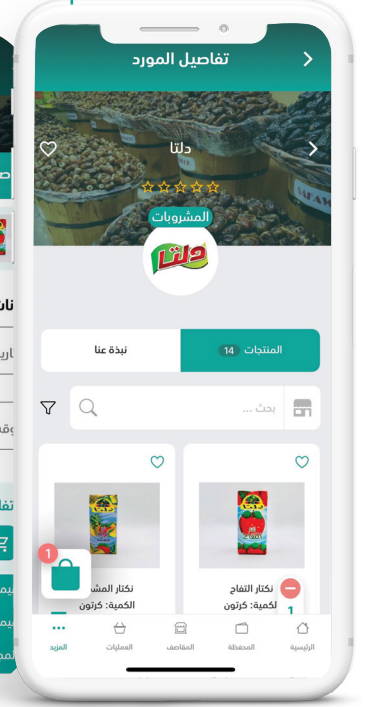 تفاصيل المورد
دلتا
المشروبات
دلتا
المنتجات 14
نبذة عنا
بحث ...
1
نكتار التفاح
الكمية: كرتون
1
نكتار المشـ
الكمية: كرتون
الرئيسية
المحفظة
المقاصف
العمليات
المزيد